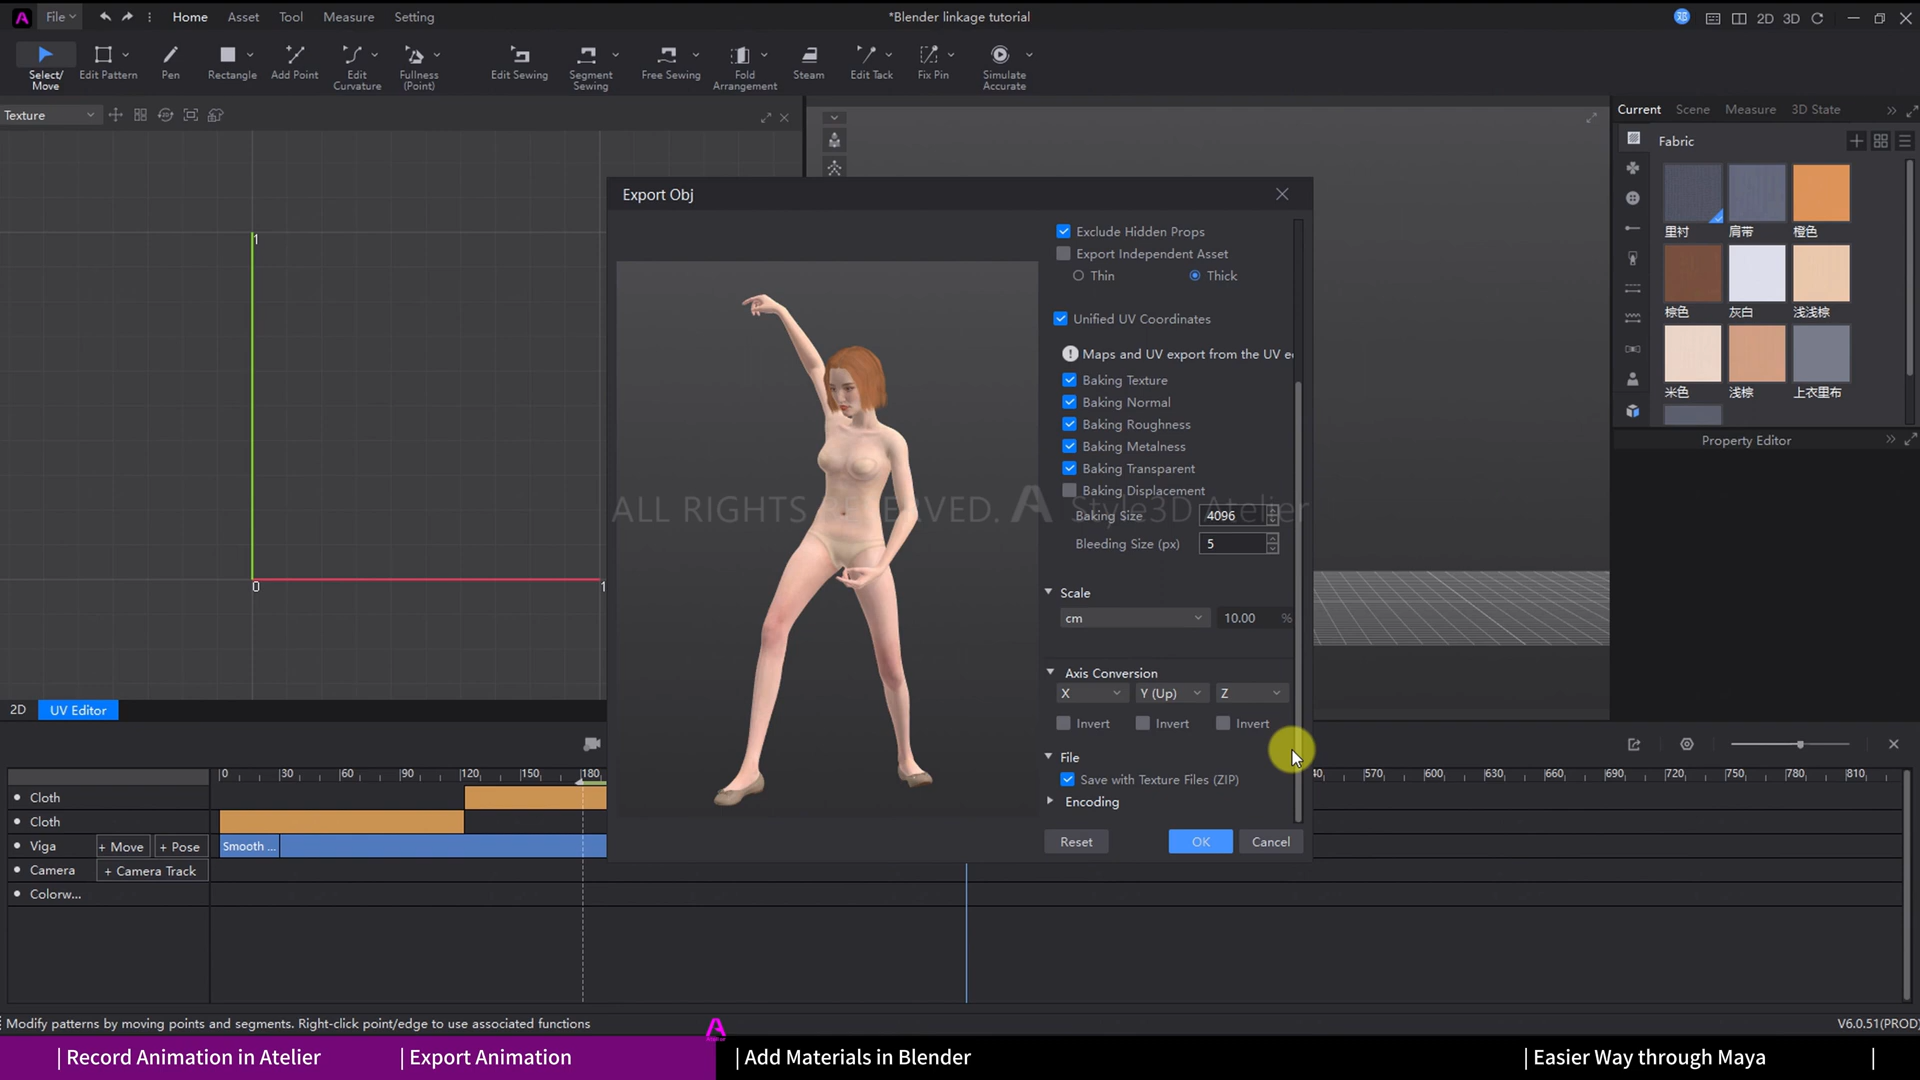 File
Home
Asset
Tool
Measure
Setting
*Blender linkage tutorial
2D
3D
Select/
Move
Edit Pattern
Pen
Rectangle
Add Point
Edit
Curvature
Fullness
(Point)
Edit Sewing
Segment
Sewing
Free Sewing
Fold
Arrangement
Steam
Edit Tack
Fix Pin
Simulate
Accurate
Texture
Current
Scene
Measure
3D State
Fabric
里衬
肩带
橙色
棕色
灰白
浅浅棕
米色
浅棕
上衣里布
Property Editor
1
0
1
2D
UV Editor
Export Obj
Exclude Hidden Props
Export Independent Asset
Thin
Thick
Unified UV Coordinates
! Maps and UV export from the UV e
Baking Texture
Baking Normal
Baking Roughness
Baking Metalness
Baking Transparent
Baking Displacement
ALL RIGHTS RESERVED. Style3D Atelier
Baking Size 4096
Bleeding Size (px) 5
Scale
cm 10.00 %
Axis Conversion
X Y (Up) Z
Invert Invert Invert
File
Save with Texture Files (ZIP)
Encoding
Reset OK Cancel
0 30 60 90 120 150 180
40, 570, 600, 630, 660, 690, 720, 750, 780, 810,
Cloth
Cloth
Viga + Move + Pose Smooth ...
Camera + Camera Track
Colorw...
Modify patterns by moving points and segments. Right-click point/edge to use associated functions
V6.0.51(PROD)
|Record Animation in Atelier
|Export Animation
|Add Materials in Blender
|Easier Way through Maya
|